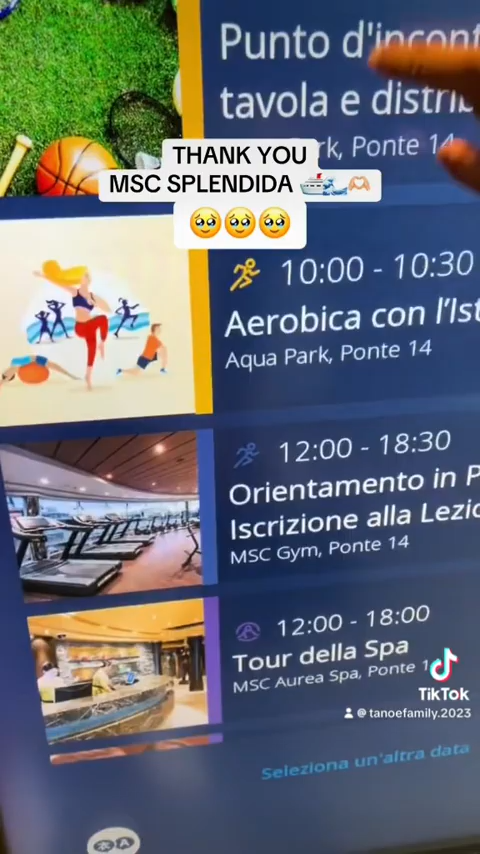 Punto d'incont
tavola e distrib
rk, Ponte 14
THANK YOU
MSC SPLENDIDA
10:00 - 10:30
Aerobica con l'Ist
Aqua Park, Ponte 14
12:00 - 18:30
Orientamento in P
Iscrizione alla Lezio
MSC Gym, Ponte 14
12:00 - 18:00
Tour della Spa
MSC Aurea Spa, Ponte 1
TikTok
@tanoefamily.2023
Seleziona un'altra data